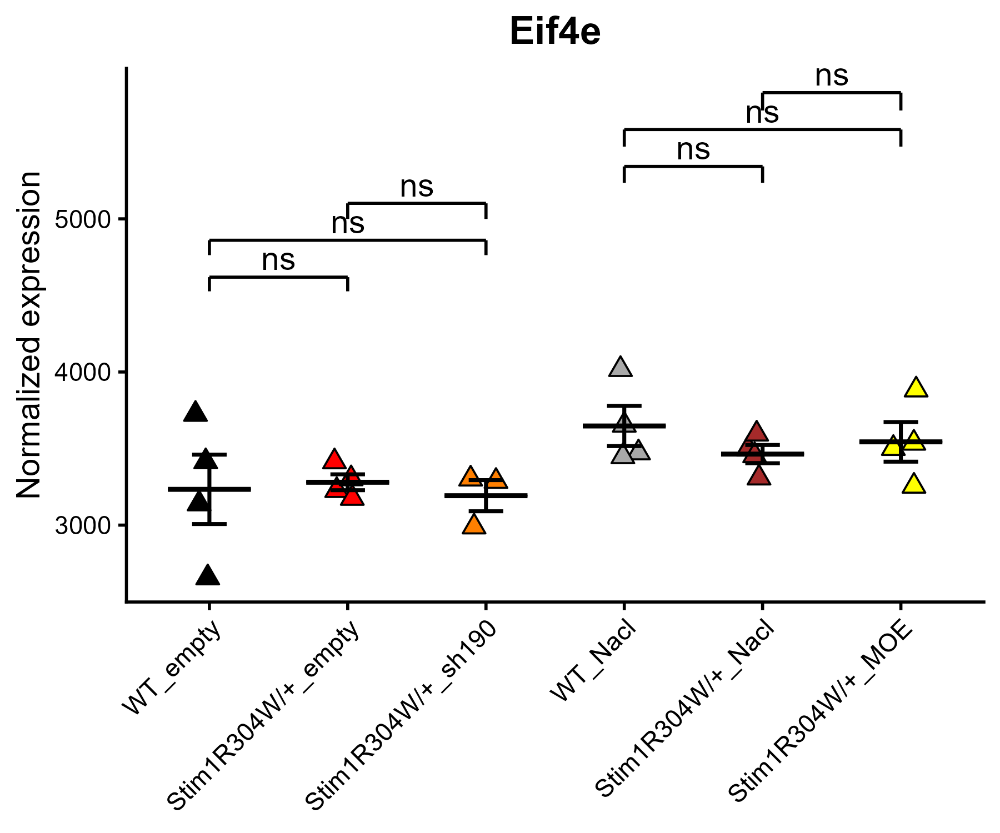 Eif4e
Normalized expression
5000
4000
3000
ns
ns
ns
ns
ns
ns
WT_empty
Stim1R304W/+_empty
Stim1R304W/+_sh190
WT_Nacl
Stim1R304W/+_Nacl
Stim1R304W/+_MOE